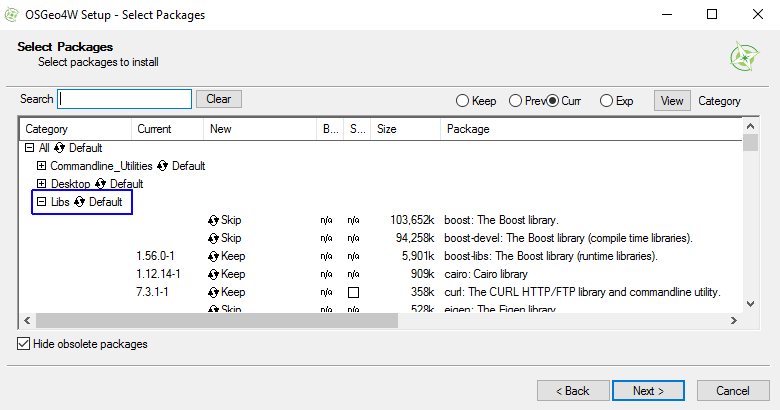 OSGeo4W Setup - Select Packages
Select Packages
Select packages to install
Search Clear Keep Prev Curr Exp View Category
Category Current New B... S... Size Package
All Default
Commandline_Utilities Default
Desktop Default
Libs Default
Skip n/a n/a 103,652k boost: The Boost library.
Skip n/a n/a 94,258k boost-devel: The Boost library (compile time libraries).
1.56.0-1 Keep n/a n/a 5,901k boost-libs: The Boost library (runtime libraries).
1.12.14-1 Keep n/a n/a 909k cairo: Cairo library
7.3.1-1 Keep n/a 358k curl: The CURL HTTP/FTP library and commandline utility.
Skip n/a n/a 528k eigen: The Eigen library.
Hide obsolete packages
< Back Next > Cancel